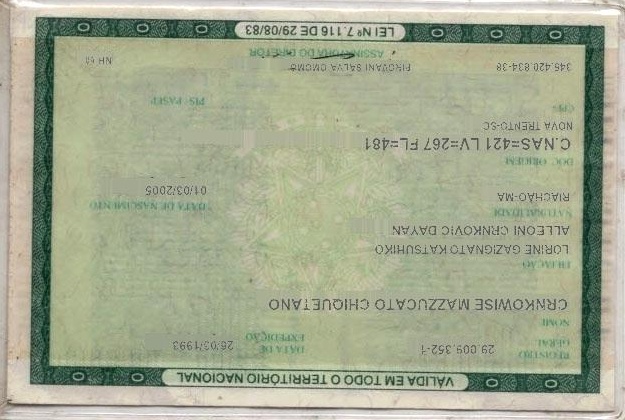 VÁLIDA EM TODO O TERRITÓRIO NACIONAL
REGISTRO GERAL 29.009.352-1 DATA DE EXPEDIÇÃO 26/03/1993
NOME
CRNKOWISE MAZZUCATO CHIQUETANO
FILIAÇÃO
LORINE GAZIGNATO KATSUHIKO
ALLEONI CRNKOVIC DAYAN
NATURALIDADE DATA DE NASCIMENTO
RIACHÃO-MA 01/03/2005
DOC. ORIGEM
C.NAS=421 LV=267 FL=481
NOVA TRENTO-SC
CPF PIS / PASEP
346.420.834-38 PIROVANI SALVA OMOMO
ASSINATURA DO DIRETOR
LEI Nº 7.116 DE 29/08/83